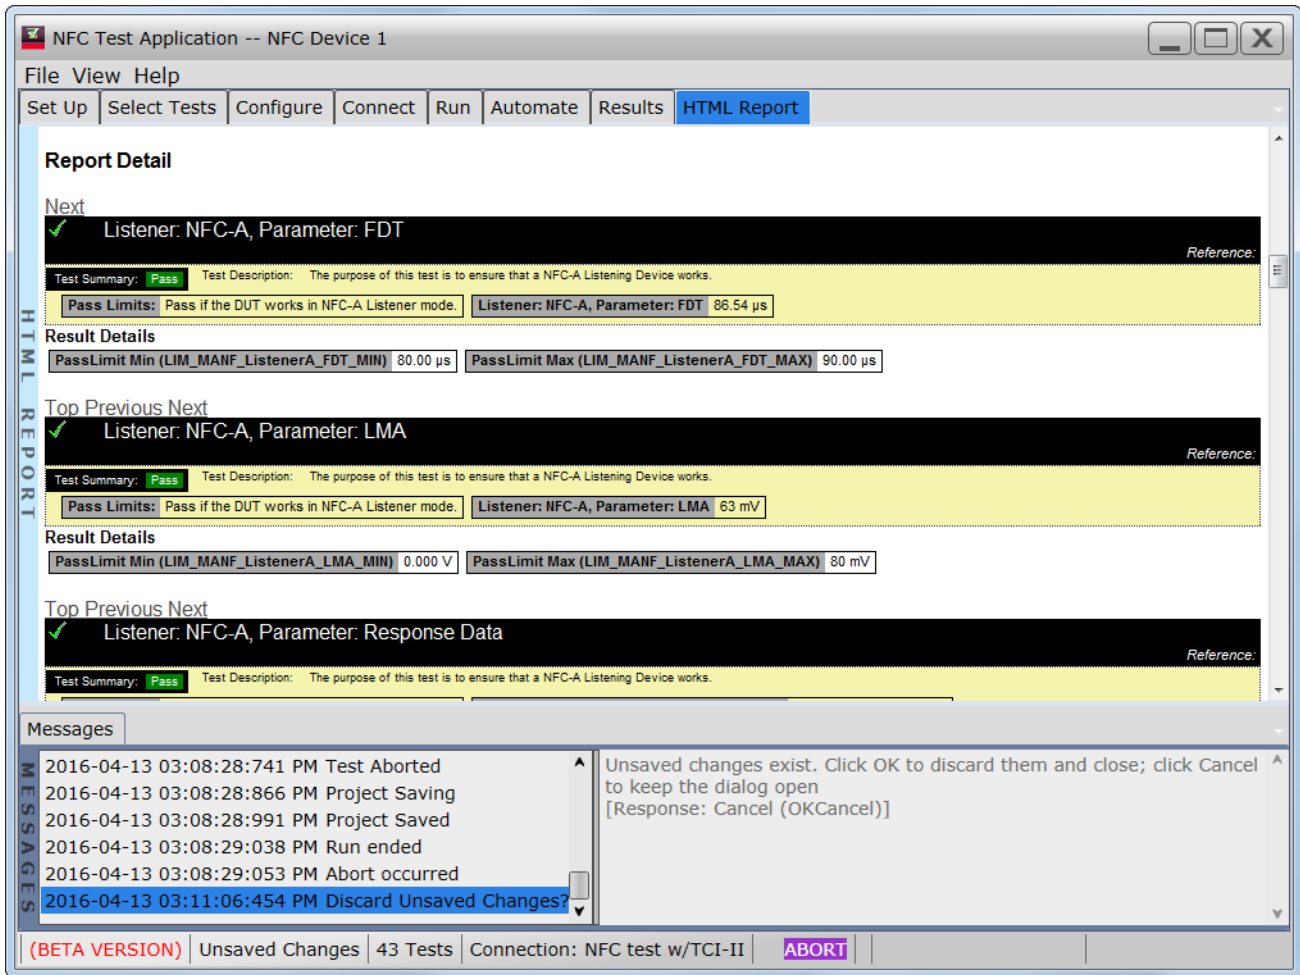 NFC Test Application -- NFC Device 1
File View Help
Set Up Select Tests Configure Connect Run Automate Results HTML Report
HTML REPORT
Report Detail
Next
Listener: NFC-A, Parameter: FDT
Reference:
Test Summary: Pass Test Description: The purpose of this test is to ensure that a NFC-A Listening Device works.
Pass Limits: Pass if the DUT works in NFC-A Listener mode. Listener: NFC-A, Parameter: FDT 86.54 µs
Result Details
PassLimit Min (LIM_MANF_ListenerA_FDT_MIN) 80.00 µs PassLimit Max (LIM_MANF_ListenerA_FDT_MAX) 90.00 µs
Top Previous Next
Listener: NFC-A, Parameter: LMA
Reference:
Test Summary: Pass Test Description: The purpose of this test is to ensure that a NFC-A Listening Device works.
Pass Limits: Pass if the DUT works in NFC-A Listener mode. Listener: NFC-A, Parameter: LMA 63 mV
Result Details
PassLimit Min (LIM_MANF_ListenerA_LMA_MIN) 0.000 V PassLimit Max (LIM_MANF_ListenerA_LMA_MAX) 80 mV
Top Previous Next
Listener: NFC-A, Parameter: Response Data
Reference:
Test Summary: Pass Test Description: The purpose of this test is to ensure that a NFC-A Listening Device works.
Messages
MESSAGES
2016-04-13 03:08:28:741 PM Test Aborted
2016-04-13 03:08:28:866 PM Project Saving
2016-04-13 03:08:28:991 PM Project Saved
2016-04-13 03:08:29:038 PM Run ended
2016-04-13 03:08:29:053 PM Abort occurred
2016-04-13 03:11:06:454 PM Discard Unsaved Changes?
Unsaved changes exist. Click OK to discard them and close; click Cancel
to keep the dialog open
[Response: Cancel (OKCancel)]
(BETA VERSION) Unsaved Changes 43 Tests Connection: NFC test w/TCI-II ABORT